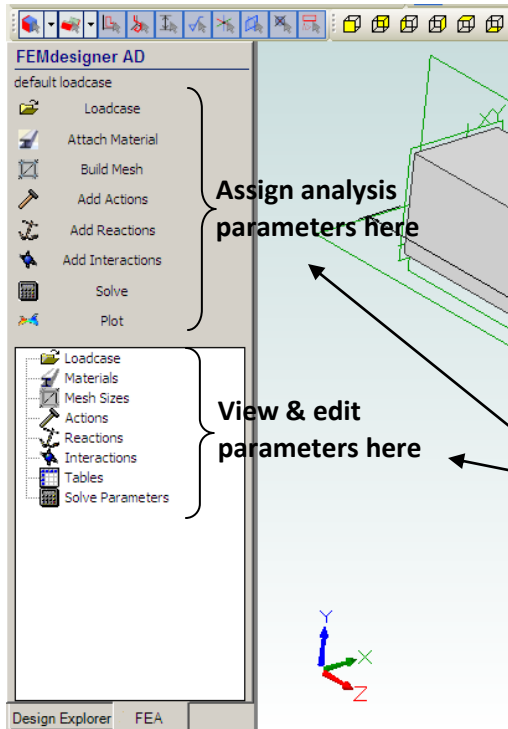 FEMdesigner AD
default loadcase
Loadcase
Attach Material
Build Mesh
Add Actions
Add Reactions
Add Interactions
Solve
Plot
Assign analysis
parameters here
Loadcase
Materials
Mesh Sizes
Actions
Reactions
Interactions
Tables
Solve Parameters
View & edit
parameters here
XY
Y
X
Z
Design Explorer
FEA